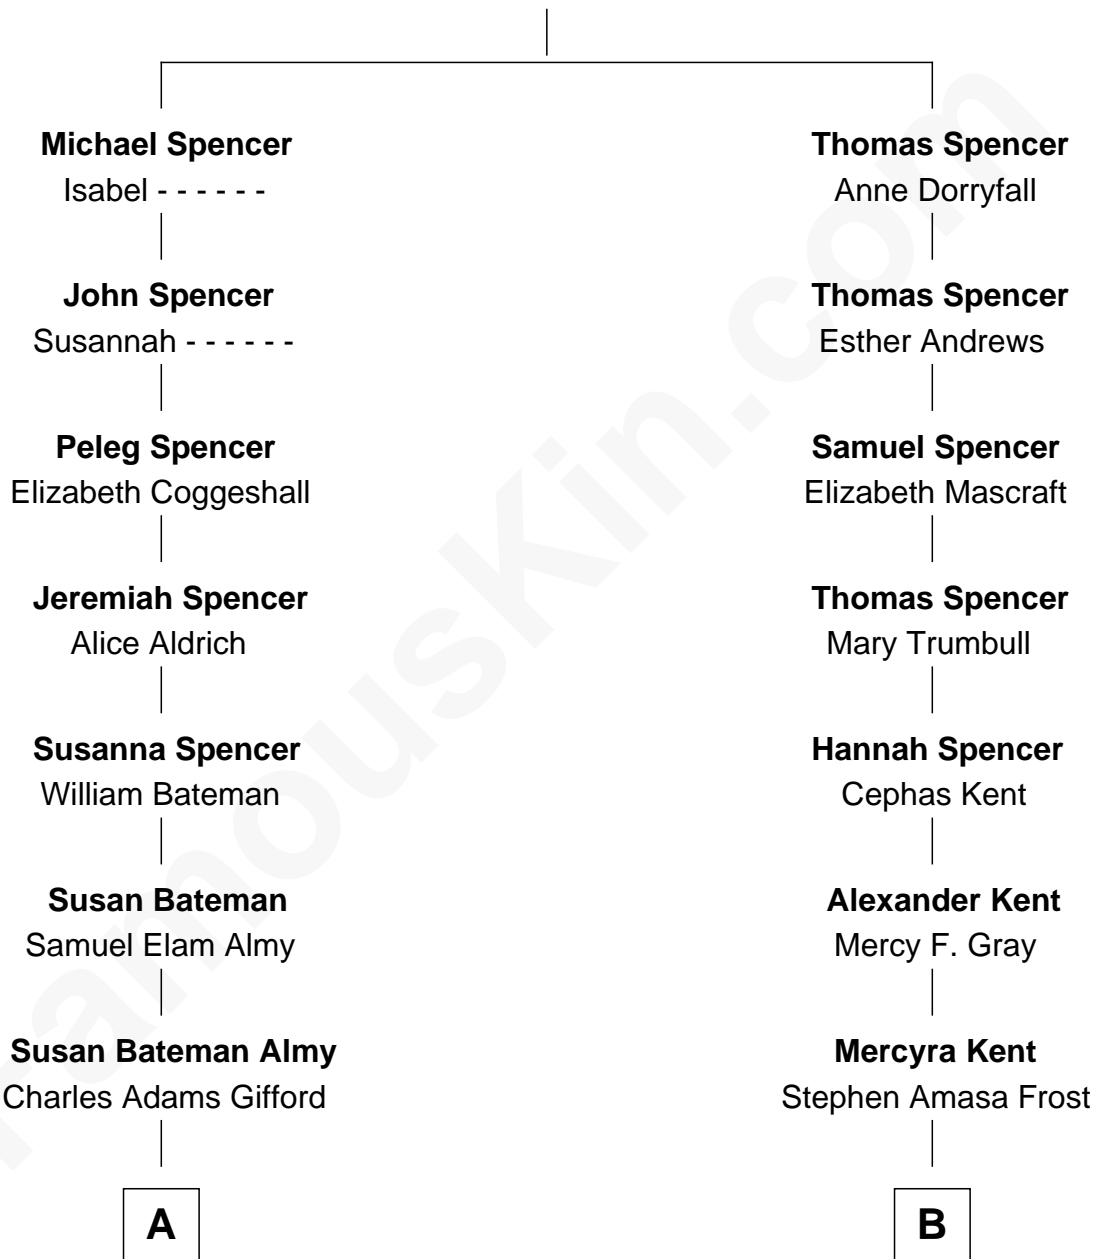 Michael Spencer
Isabel - - - - - -
John Spencer
Susannah - - - - - -
Peleg Spencer
Elizabeth Coggeshall
Jeremiah Spencer
Alice Aldrich
Susanna Spencer
William Bateman
Susan Bateman
Samuel Elam Almy
Susan Bateman Almy
Charles Adams Gifford
A
Thomas Spencer
Anne Dorryfall
Thomas Spencer
Esther Andrews
Samuel Spencer
Elizabeth Mascraft
Thomas Spencer
Mary Trumbull
Hannah Spencer
Cephas Kent
Alexander Kent
Mercy F. Gray
Mercyra Kent
Stephen Amasa Frost
B
famouskin.com